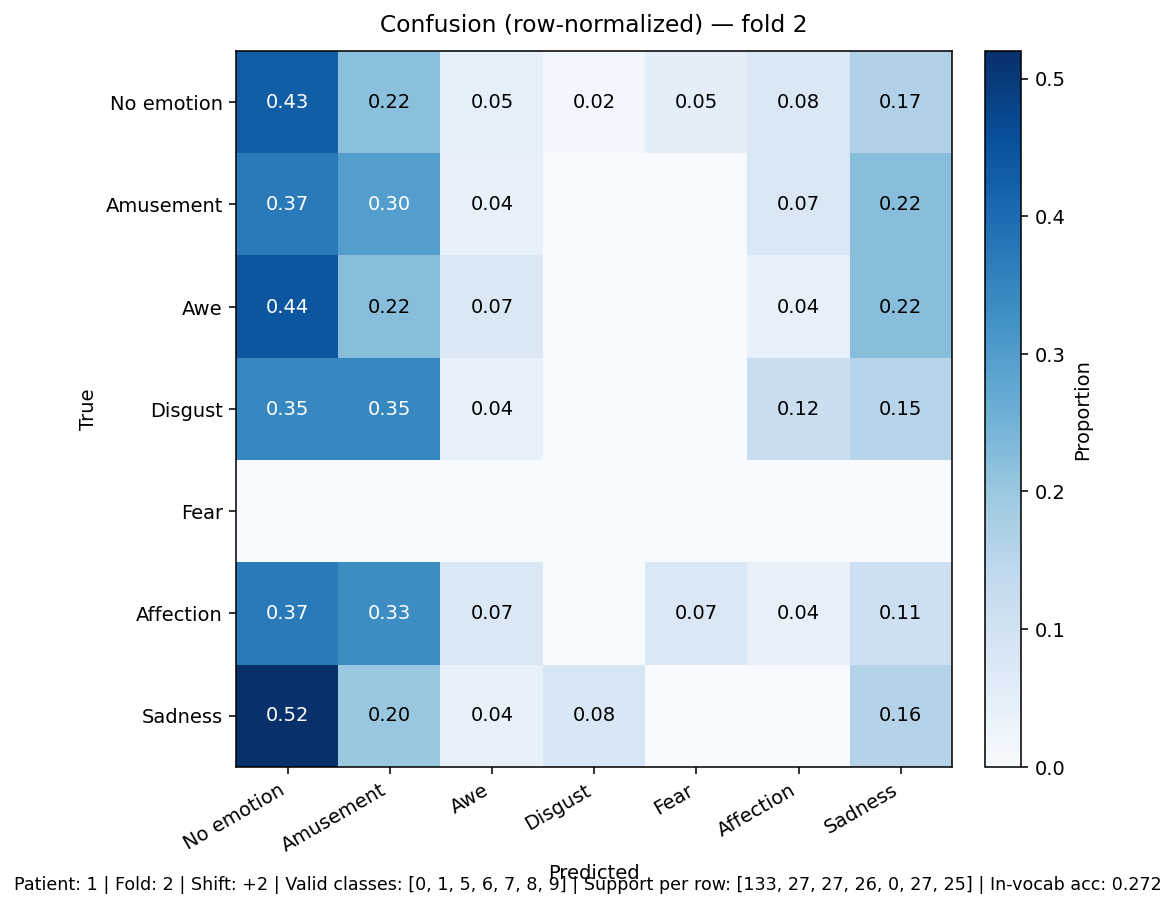 Confusion (row-normalized) — fold 2
No emotion 0.43 0.22 0.05 0.02 0.05 0.08 0.17
Amusement 0.37 0.30 0.04 0.07 0.22
Awe 0.44 0.22 0.07 0.04 0.22
Disgust 0.35 0.35 0.04 0.12 0.15
Fear
Affection 0.37 0.33 0.07 0.07 0.04 0.11
Sadness 0.52 0.20 0.04 0.08 0.16
True
No emotion Amusement Awe Disgust Fear Affection Sadness
Predicted
0.5
0.4
0.3
0.2
0.1
0.0
Proportion
Patient: 1 | Fold: 2 | Shift: +2 | Valid classes: [0, 1, 5, 6, 7, 8, 9] | Support per row: [133, 27, 27, 26, 0, 27, 25] | In-vocab acc: 0.272